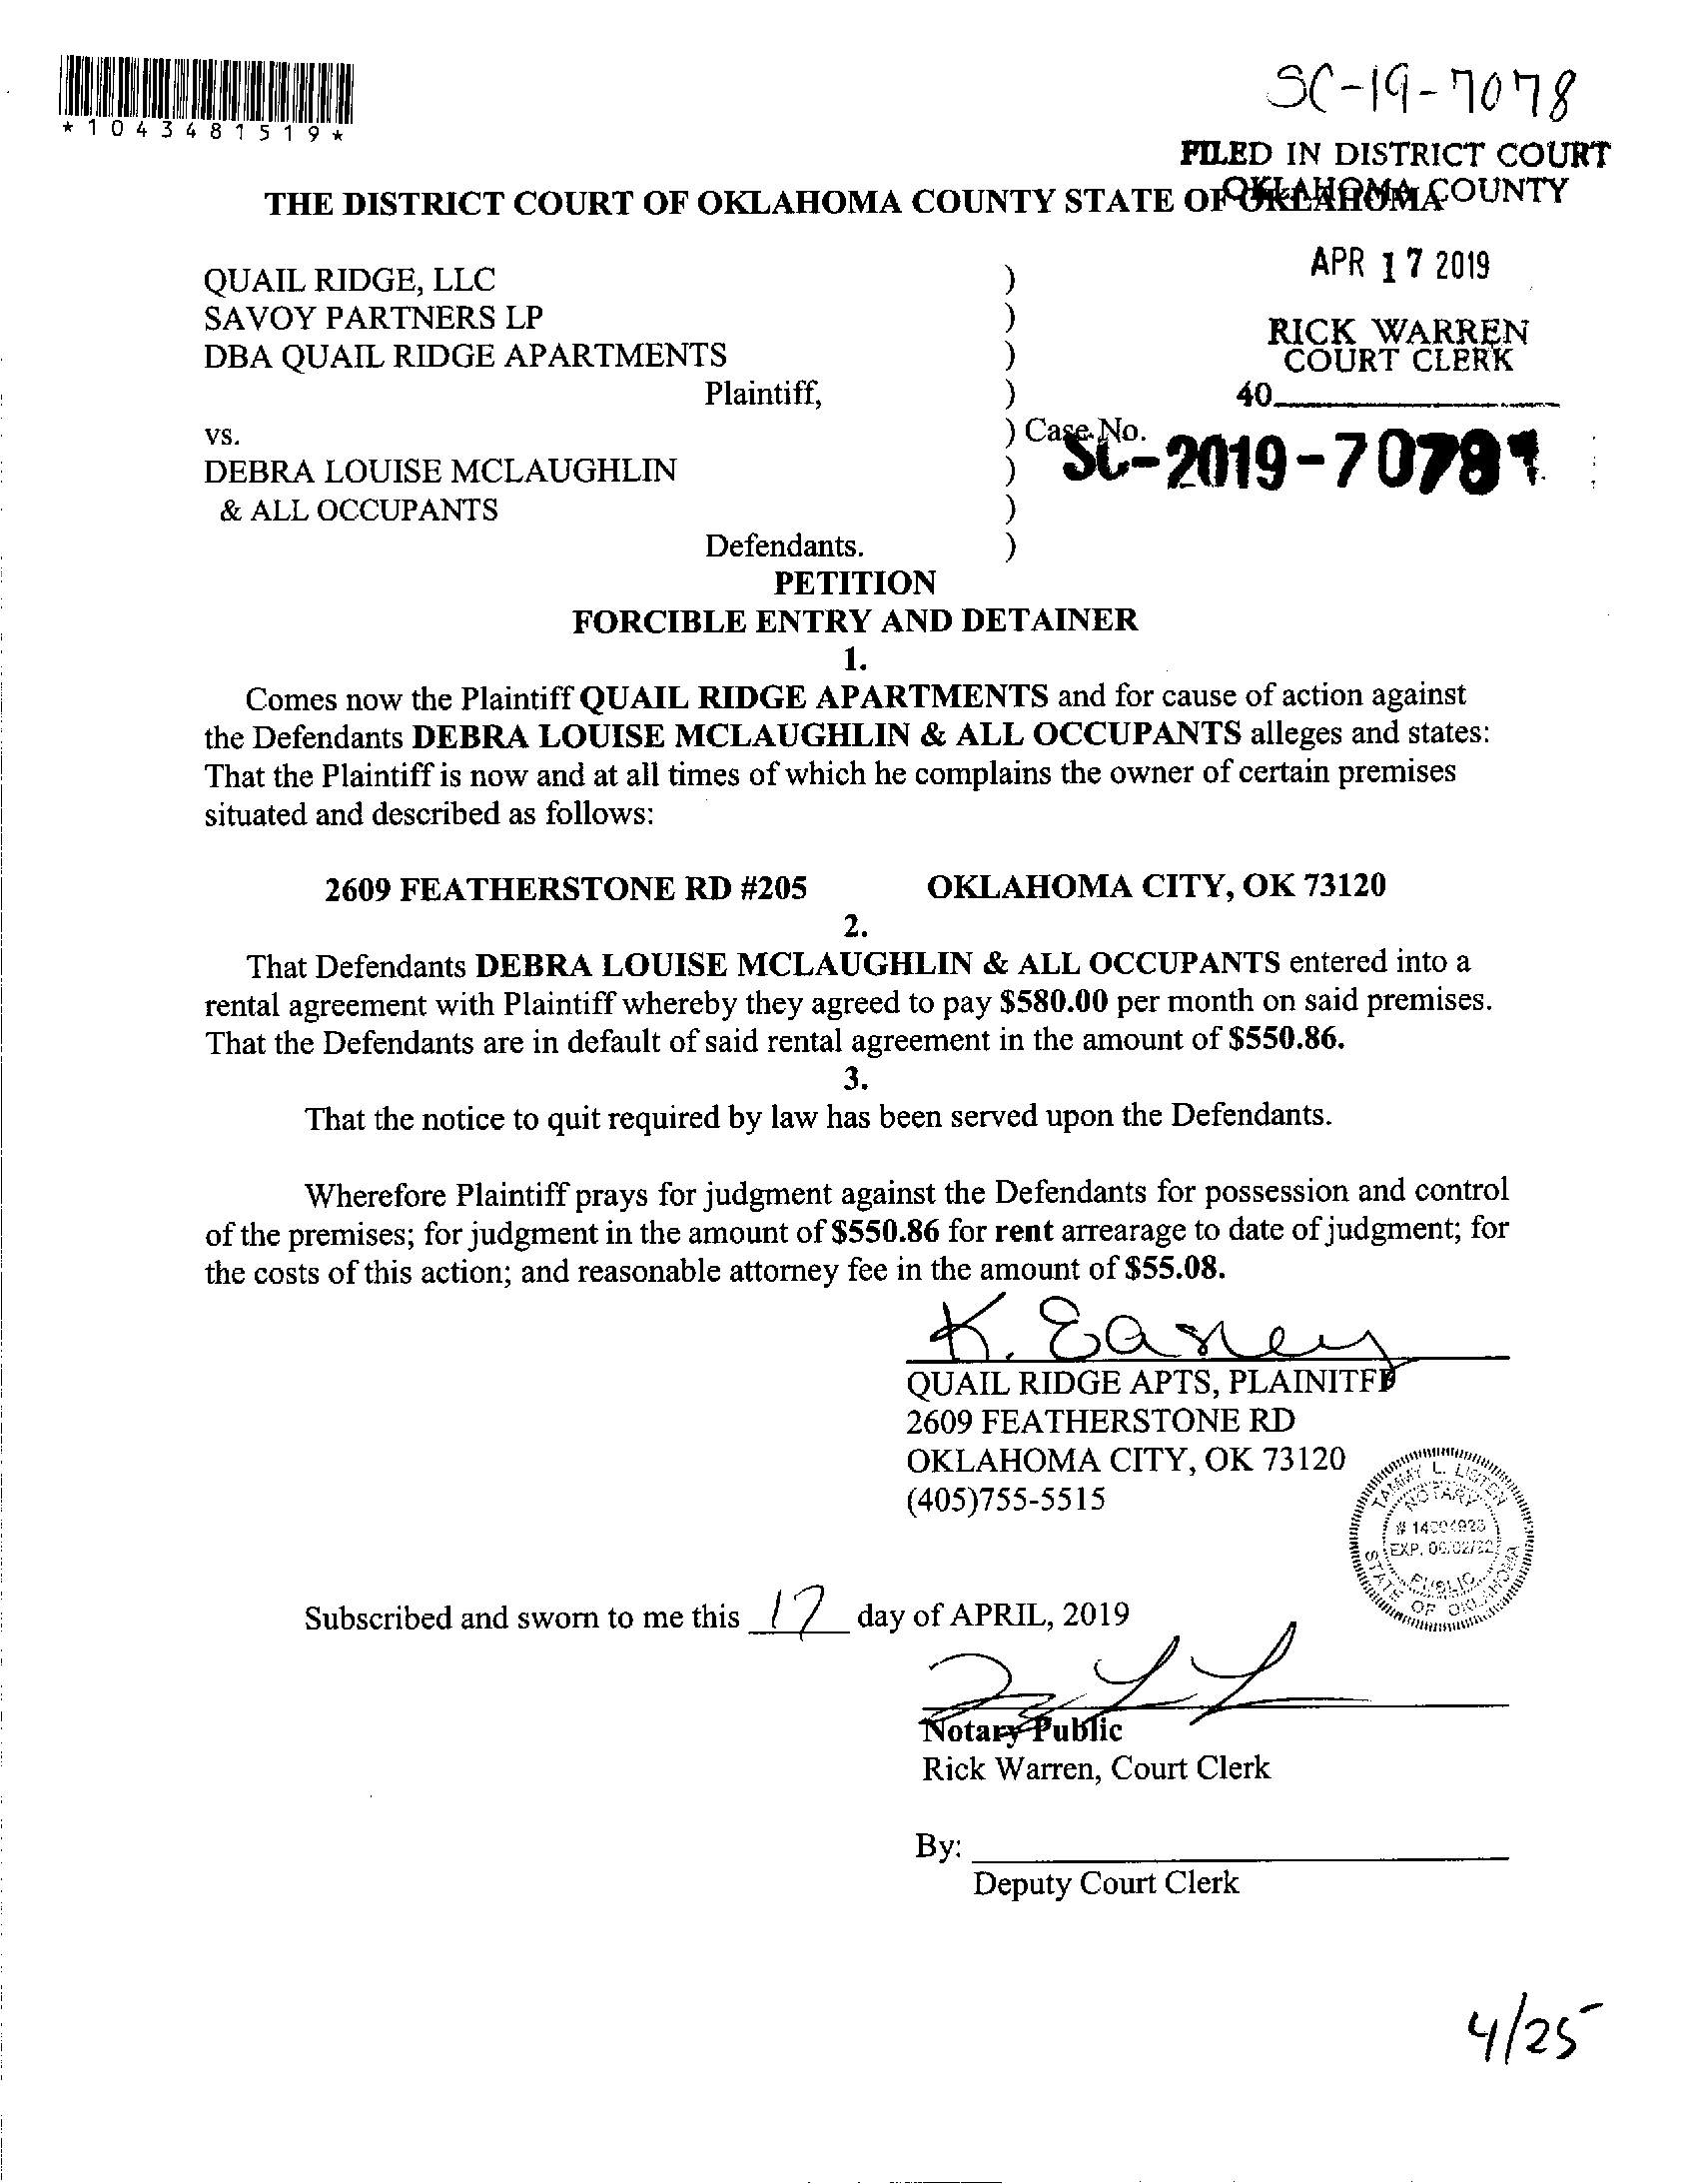 *1043481519*
SC-19-7078
FILED IN DISTRICT COURT
OKLAHOMA COUNTY
THE DISTRICT COURT OF OKLAHOMA COUNTY STATE OF OKLAHOMA
APR 17 2019
QUAIL RIDGE, LLC )
SAVOY PARTNERS LP )
RICK WARREN
DBA QUAIL RIDGE APARTMENTS )
COURT CLERK
Plaintiff, )
40
vs. ) Case No.
SC-2019-7078
DEBRA LOUISE MCLAUGHLIN )
& ALL OCCUPANTS )
Defendants. )
PETITION
FORCIBLE ENTRY AND DETAINER
1.
Comes now the Plaintiff QUAIL RIDGE APARTMENTS and for cause of action against
the Defendants DEBRA LOUISE MCLAUGHLIN & ALL OCCUPANTS alleges and states:
That the Plaintiff is now and at all times of which he complains the owner of certain premises
situated and described as follows:
2609 FEATHERSTONE RD #205 OKLAHOMA CITY, OK 73120
2.
That Defendants DEBRA LOUISE MCLAUGHLIN & ALL OCCUPANTS entered into a
rental agreement with Plaintiff whereby they agreed to pay $580.00 per month on said premises.
That the Defendants are in default of said rental agreement in the amount of $550.86.
3.
That the notice to quit required by law has been served upon the Defendants.
Wherefore Plaintiff prays for judgment against the Defendants for possession and control
of the premises; for judgment in the amount of $550.86 for rent arrearage to date of judgment; for
the costs of this action; and reasonable attorney fee in the amount of $55.08.
K. Easley
QUAIL RIDGE APTS, PLAINITFF
2609 FEATHERSTONE RD
OKLAHOMA CITY, OK 73120
(405)755-5515
TAMMY L. LISTEN
NOTARY
EXP.
PUBLIC
STATE OF OKLAHOMA
Subscribed and sworn to me this 17 day of APRIL, 2019
Notary Public
Rick Warren, Court Clerk
By:
Deputy Court Clerk
4/25